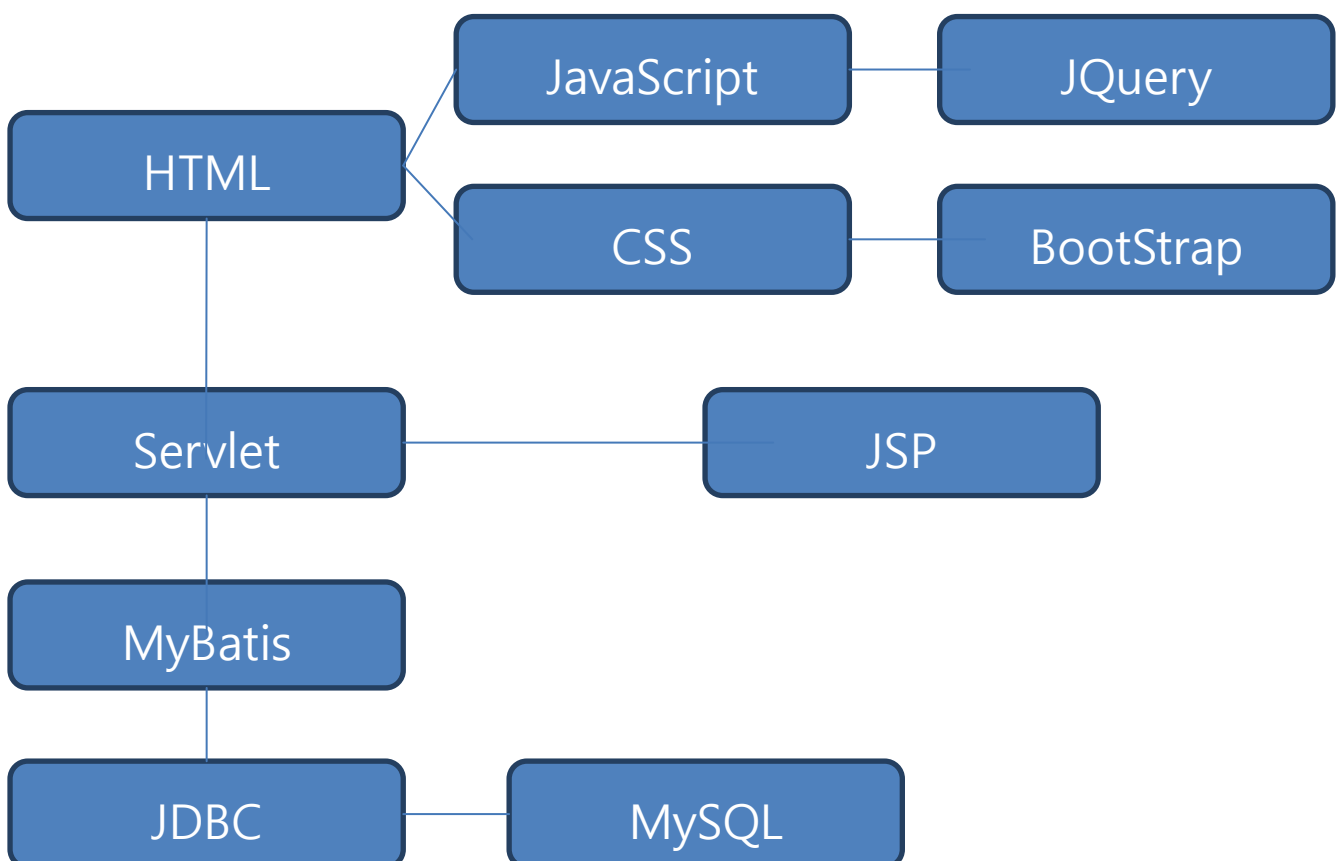 JavaScript
JQuery
HTML
CSS
BootStrap
Servlet
JSP
MyBatis
JDBC
MySQL